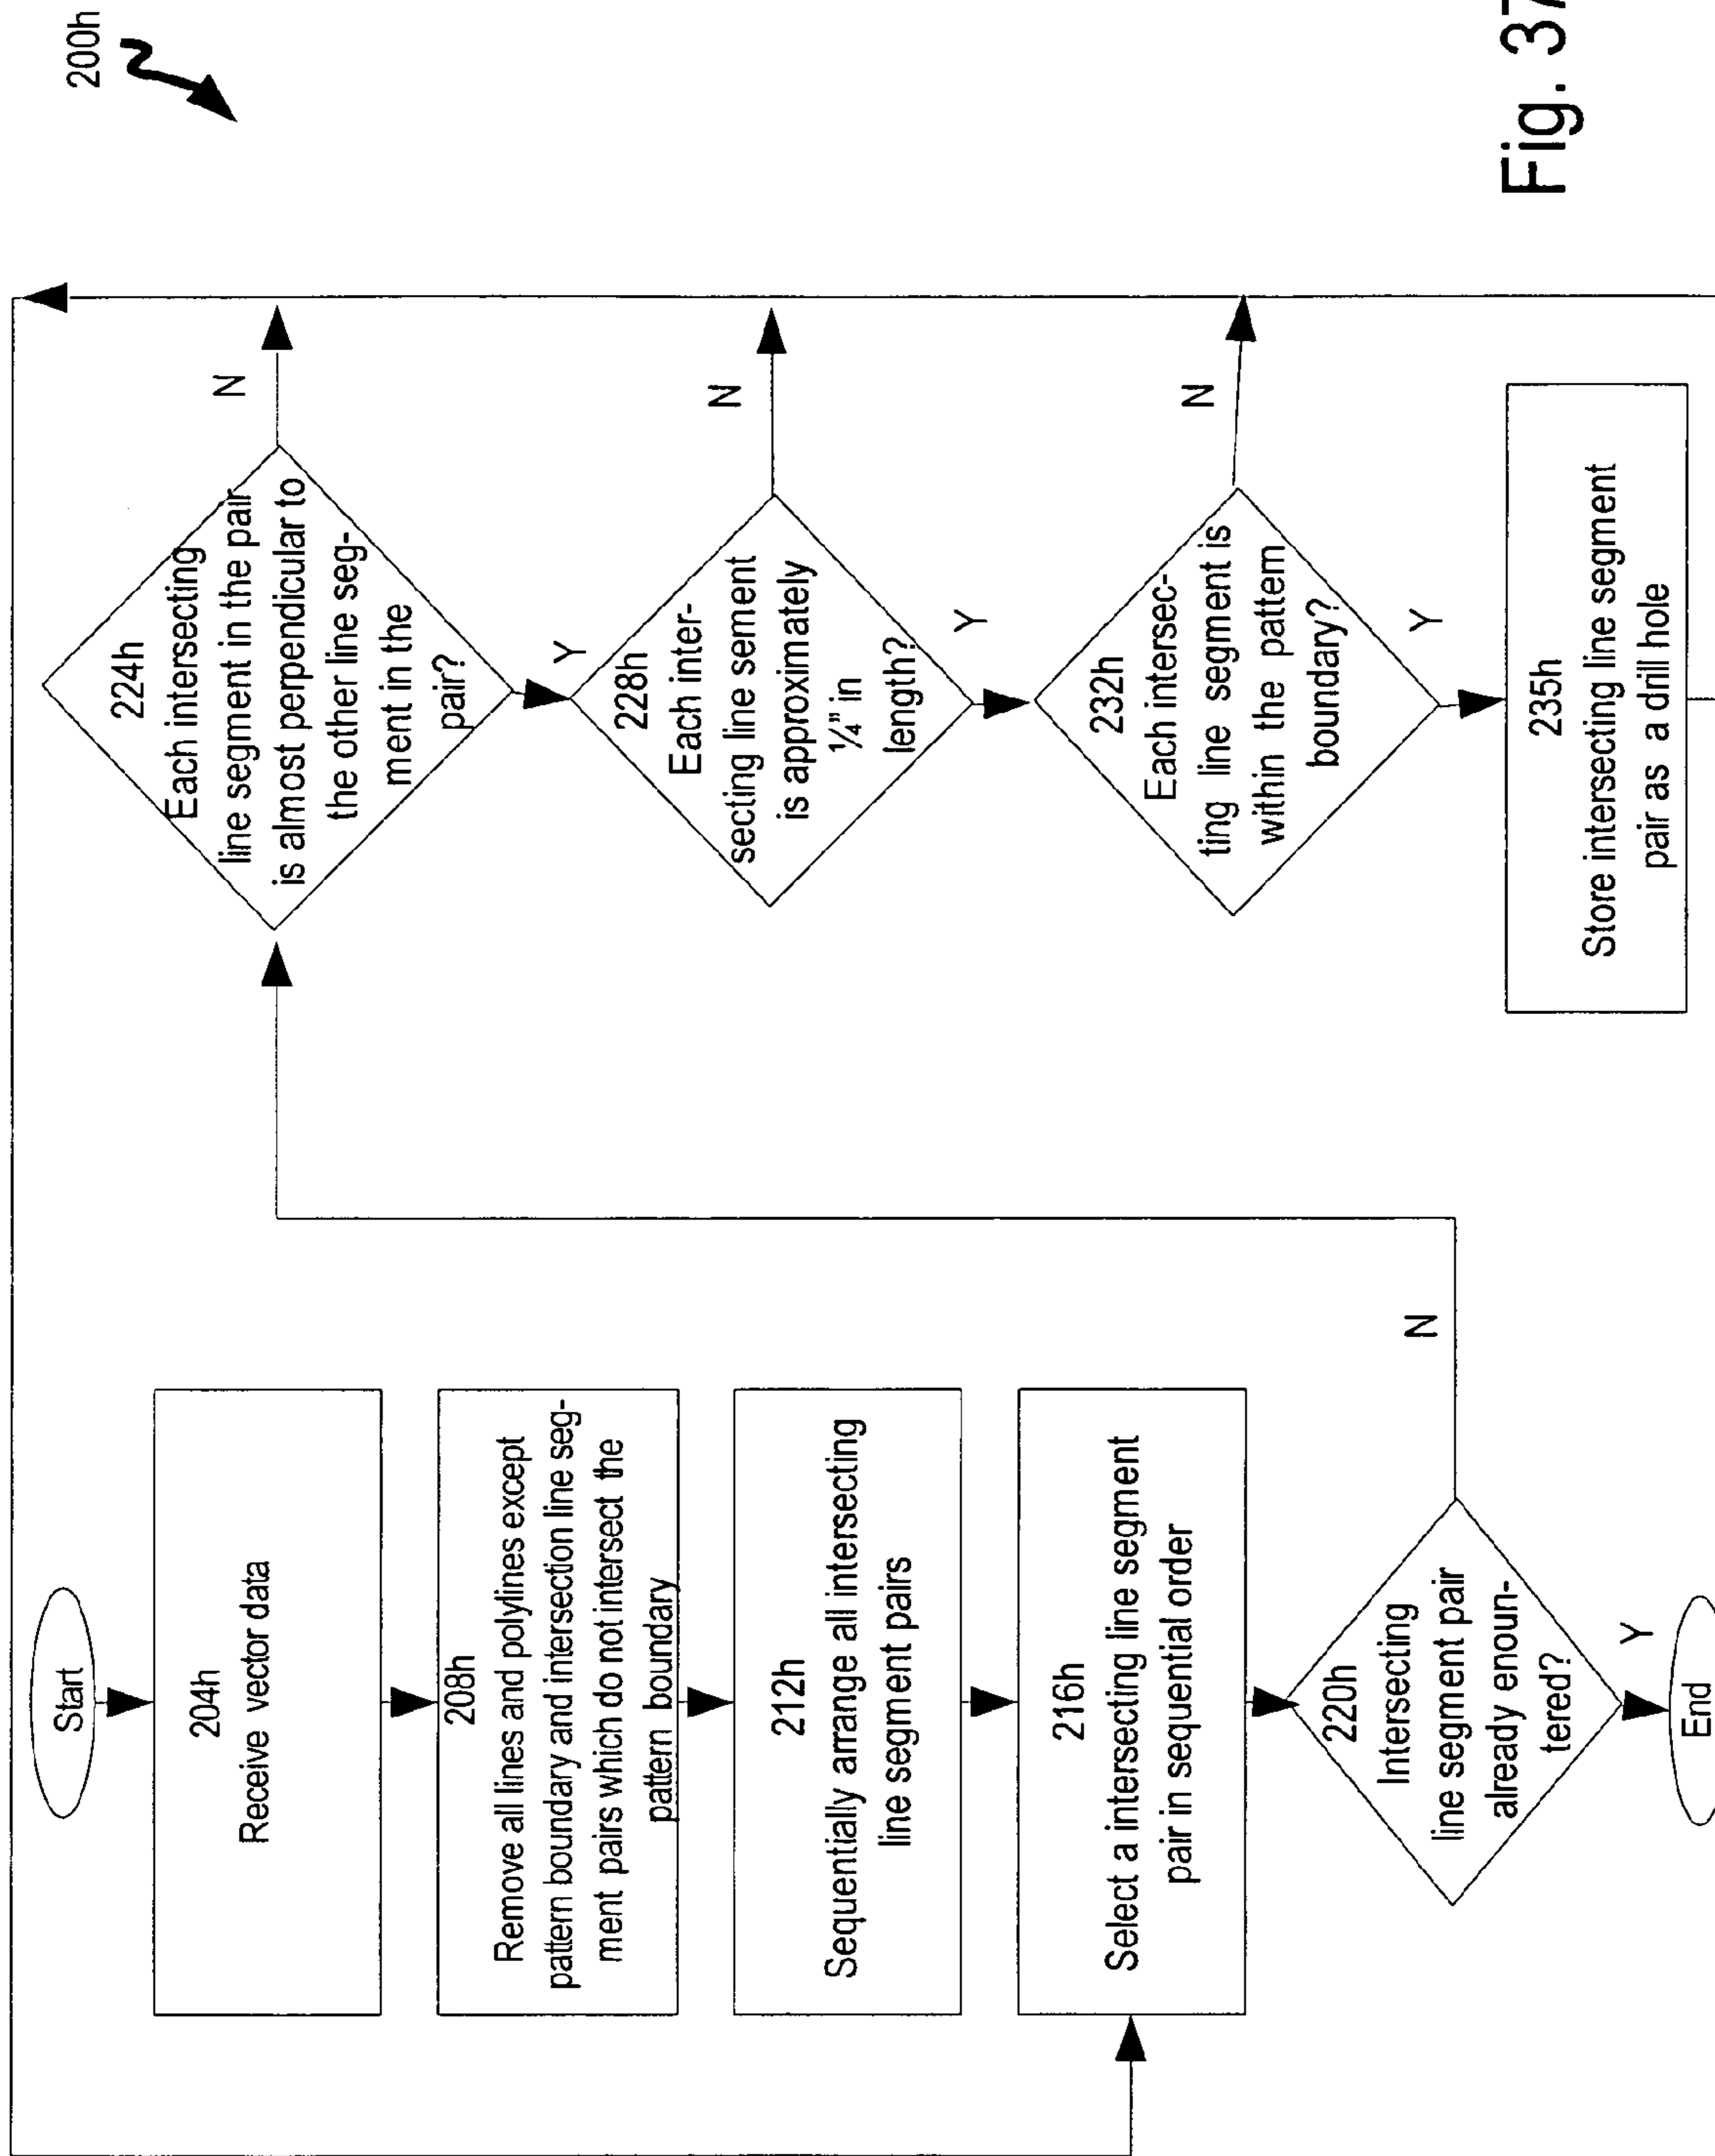 200h
Start
204h
Receive vector data
208h
Remove all lines and polylines except
pattern boundary and intersection line seg-
ment pairs which do not intersect the
pattern boundary
212h
Sequentially arrange all intersecting
line segment pairs
216h
Select a intersecting line segment
pair in sequential order
220h
Intersecting
line segment pair
already enoun-
tered?
N
Y
End
224h
Each intersecting
line segment in the pair
is almost perpendicular to
the other line seg-
ment in the
pair?
N
Y
228h
Each inter-
secting line sement
is approximately
¼" in
length?
N
Y
232h
Each intersec-
ting line segment is
within the pattern
boundary?
N
Y
235h
Store intersecting line segment
pair as a drill hole
Fig. 37